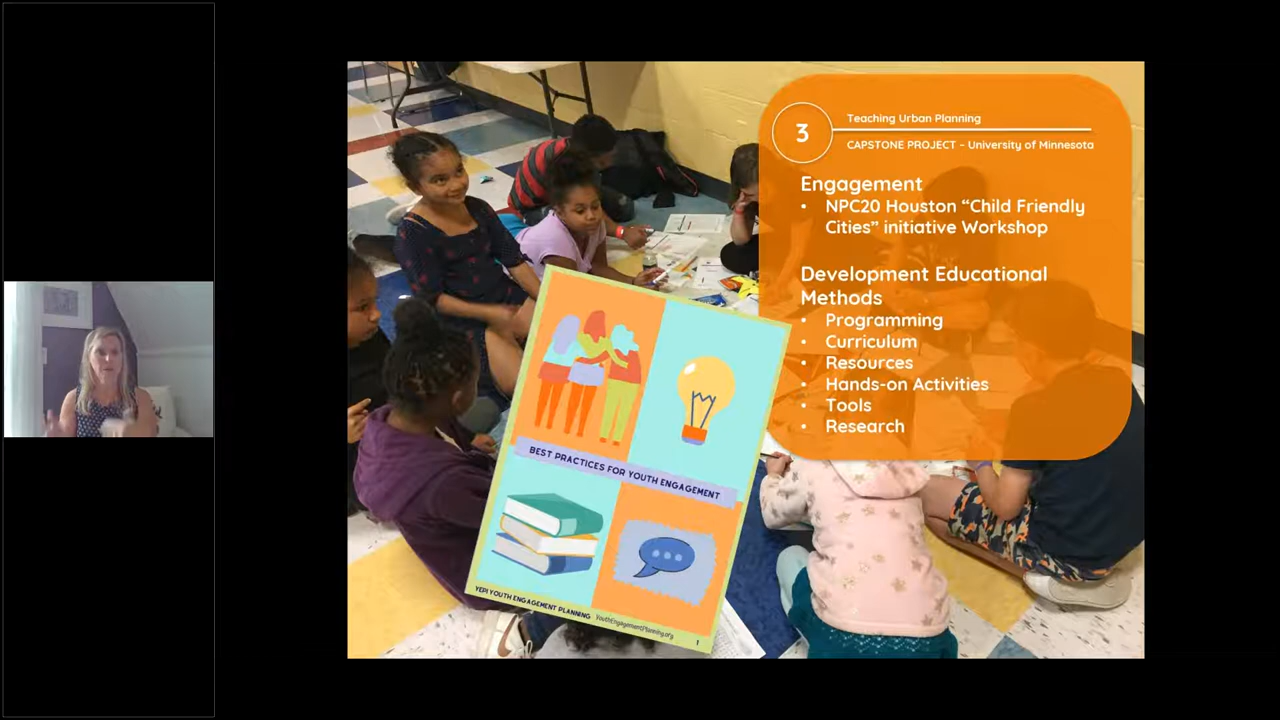 3
Teaching Urban Planning
CAPSTONE PROJECT – University of Minnesota
Engagement
• NPC20 Houston “Child Friendly
Cities” initiative Workshop
Development Educational
Methods
• Programming
• Curriculum
• Resources
• Hands-on Activities
• Tools
• Research
BEST PRACTICES FOR YOUTH ENGAGEMENT
YEP! YOUTH ENGAGEMENT PLANNING YouthEngagementPlanning.org
1